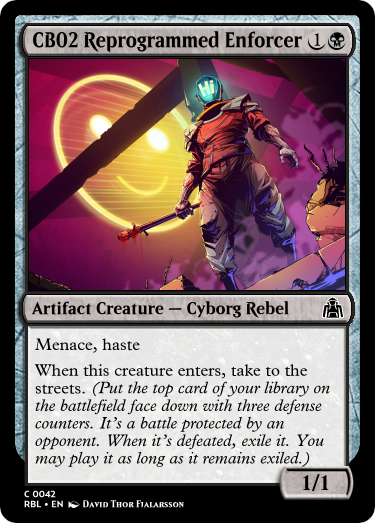 CB02 Reprogrammed Enforcer 1
Hi
Artifact Creature — Cyborg Rebel
Menace, haste
When this creature enters, take to the
streets. (Put the top card of your library on
the battlefield face down with three defense
counters. It's a battle protected by an
opponent. When it's defeated, exile it. You
may play it as long as it remains exiled.)
1/1
C 0042
RBL • EN DAVID THOR FJALARSSON